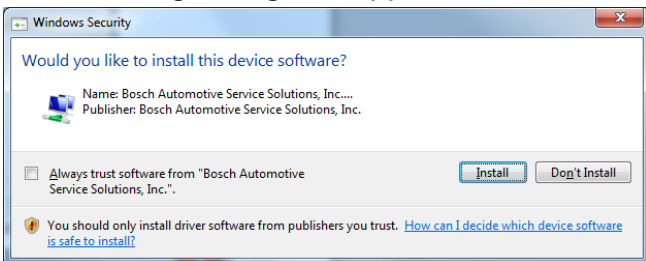 Windows Security
Would you like to install this device software?
Name: Bosch Automotive Service Solutions, Inc....
Publisher: Bosch Automotive Service Solutions, Inc.
Always trust software from "Bosch Automotive
Service Solutions, Inc.".
Install
Don't Install
You should only install driver software from publishers you trust. How can I decide which device software
is safe to install?